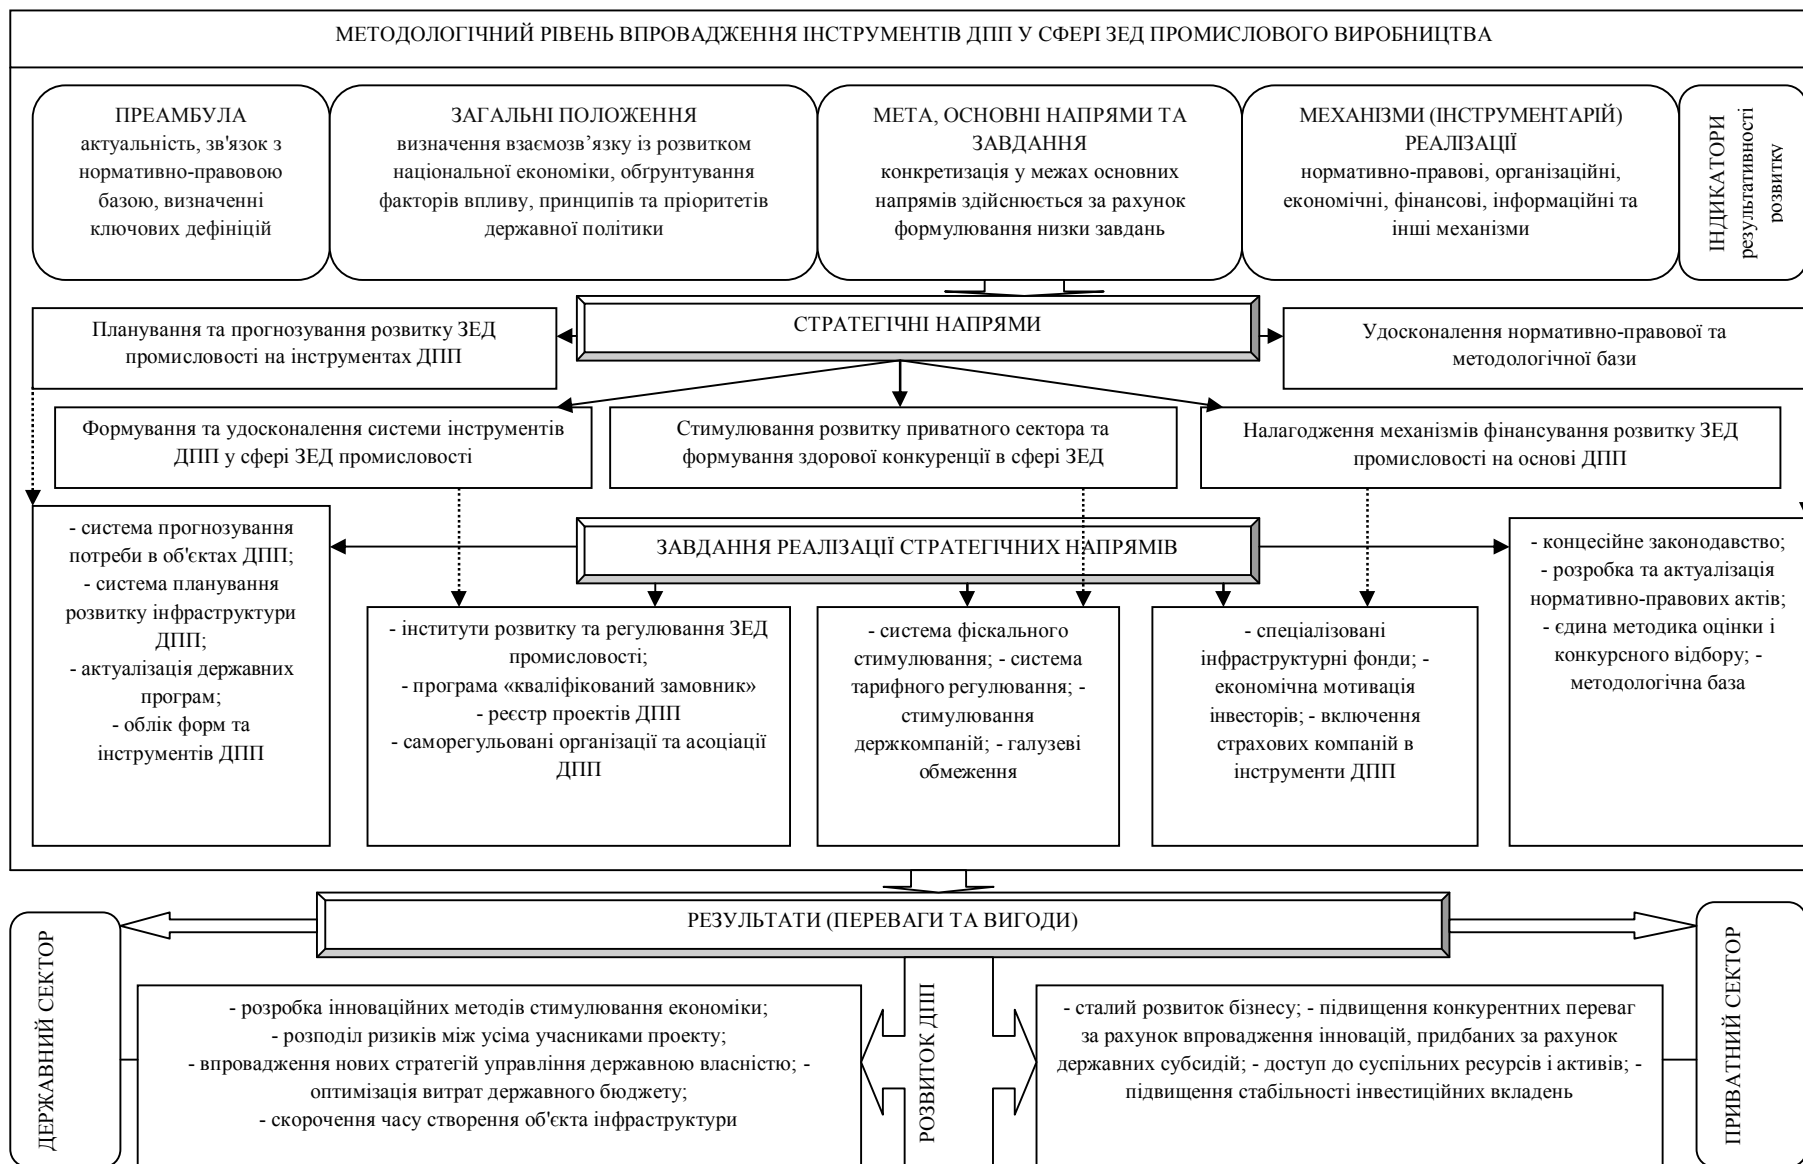 МЕТОДОЛОГІЧНИЙ РІВЕНЬ ВПРОВАДЖЕННЯ ІНСТРУМЕНТІВ ДПП У СФЕРІ ЗЕД ПРОМИСЛОВОГО ВИРОБНИЦТВА
ПРЕАМБУЛА
актуальність, зв'язок з
нормативно-правовою
базою, визначенні
ключових дефініцій
ЗАГАЛЬНІ ПОЛОЖЕННЯ
визначення взаємозв’язку із розвитком
національної економіки, обґрунтування
факторів впливу, принципів та пріоритетів
державної політики
МЕТА, ОСНОВНІ НАПРЯМИ ТА
ЗАВДАННЯ
конкретизація у межах основних
напрямів здійснюється за рахунок
формулювання низки завдань
МЕХАНІЗМИ (ІНСТРУМЕНТАРІЙ)
РЕАЛІЗАЦІЇ
нормативно-правові, організаційні,
економічні, фінансові, інформаційні та
інші механізми
ІНДИКАТОРИ
результативності
розвитку
СТРАТЕГІЧНІ НАПРЯМИ
Планування та прогнозування розвитку ЗЕД
промисловості на інструментах ДПП
Удосконалення нормативно-правової та
методологічної бази
Формування та удосконалення системи інструментів
ДПП у сфері ЗЕД промисловості
Стимулювання розвитку приватного сектора та
формування здорової конкуренції в сфері ЗЕД
Налагодження механізмів фінансування розвитку ЗЕД
промисловості на основі ДПП
ЗАВДАННЯ РЕАЛІЗАЦІЇ СТРАТЕГІЧНИХ НАПРЯМІВ
- система прогнозування
потреби в об'єктах ДПП;
- система планування
розвитку інфраструктури
ДПП;
- актуалізація державних
програм;
- облік форм та
інструментів ДПП
- інститути розвитку та регулювання ЗЕД
промисловості;
- програма «кваліфікований замовник»
- реєстр проектів ДПП
- саморегульовані організації та асоціації
ДПП
- система фіскального
стимулювання; - система
тарифного регулювання; -
стимулювання
держкомпаній; - галузеві
обмеження
- спеціалізовані
інфраструктурні фонди; -
економічна мотивація
інвесторів; - включення
страхових компаній в
інструменти ДПП
- концесійне законодавство;
- розробка та актуалізація
нормативно-правових актів;
- єдина методика оцінки і
конкурсного відбору; -
методологічна база
РЕЗУЛЬТАТИ (ПЕРЕВАГИ ТА ВИГОДИ)
ДЕРЖАВНИЙ СЕКТОР
- розробка інноваційних методів стимулювання економіки;
- розподіл ризиків між усіма учасниками проекту;
- впровадження нових стратегій управління державною власністю; -
оптимізація витрат державного бюджету;
- скорочення часу створення об'єкта інфраструктури
РОЗВИТОК ДПП
- сталий розвиток бізнесу; - підвищення конкурентних переваг
за рахунок впровадження інновацій, придбаних за рахунок
державних субсидій; - доступ до суспільних ресурсів і активів; -
підвищення стабільності інвестиційних вкладень
ПРИВАТНИЙ СЕКТОР